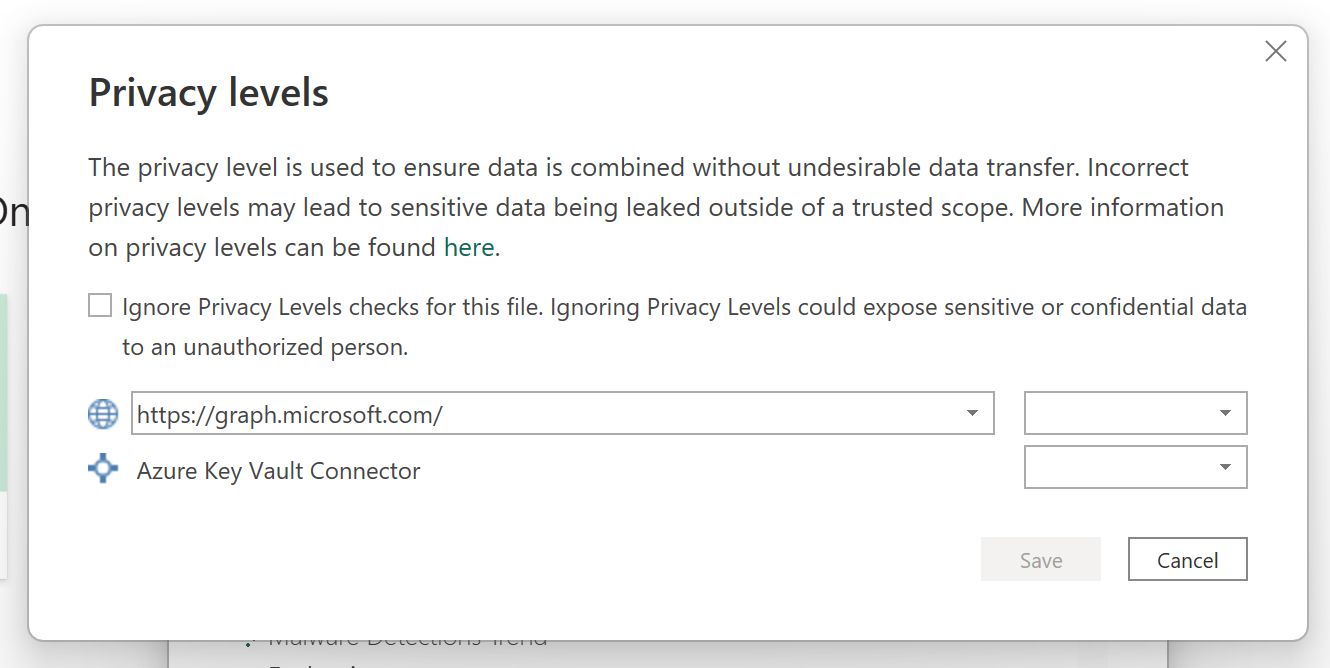 Privacy levels
The privacy level is used to ensure data is combined without undesirable data transfer. Incorrect
privacy levels may lead to sensitive data being leaked outside of a trusted scope. More information
on privacy levels can be found here.
On
Ignore Privacy Levels checks for this file. Ignoring Privacy Levels could expose sensitive or confidential data
to an unauthorized person.
https://graph.microsoft.com/
Azure Key Vault Connector
Save
Cancel
Malware Detections Trend